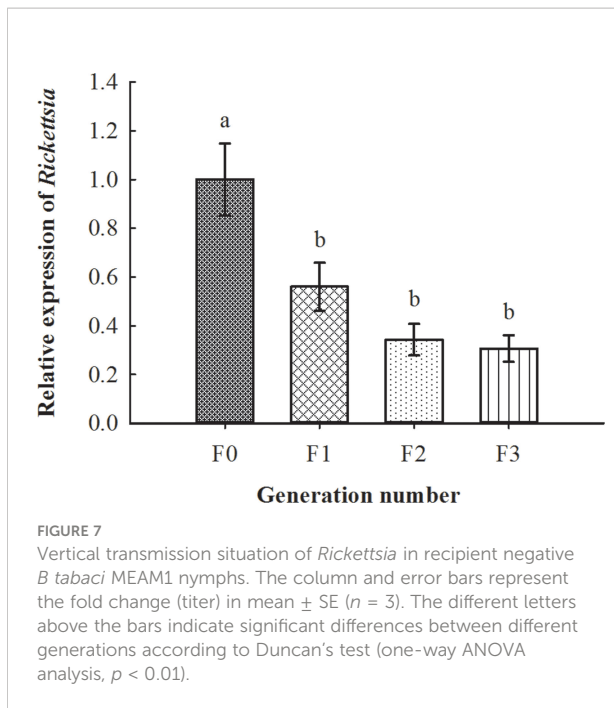 1.4
1.2
a
1.0
0.8
b
0.6
b
b
0.4
0.2
0.0
Relative expression of Rickettsia
F0 F1 F2 F3
Generation number
FIGURE 7
Vertical transmission situation of Rickettsia in recipient negative
B tabaci MEAM1 nymphs. The column and error bars represent
the fold change (titer) in mean ± SE (n = 3). The different letters
above the bars indicate significant differences between different
generations according to Duncan's test (one-way ANOVA
analysis, p < 0.01).